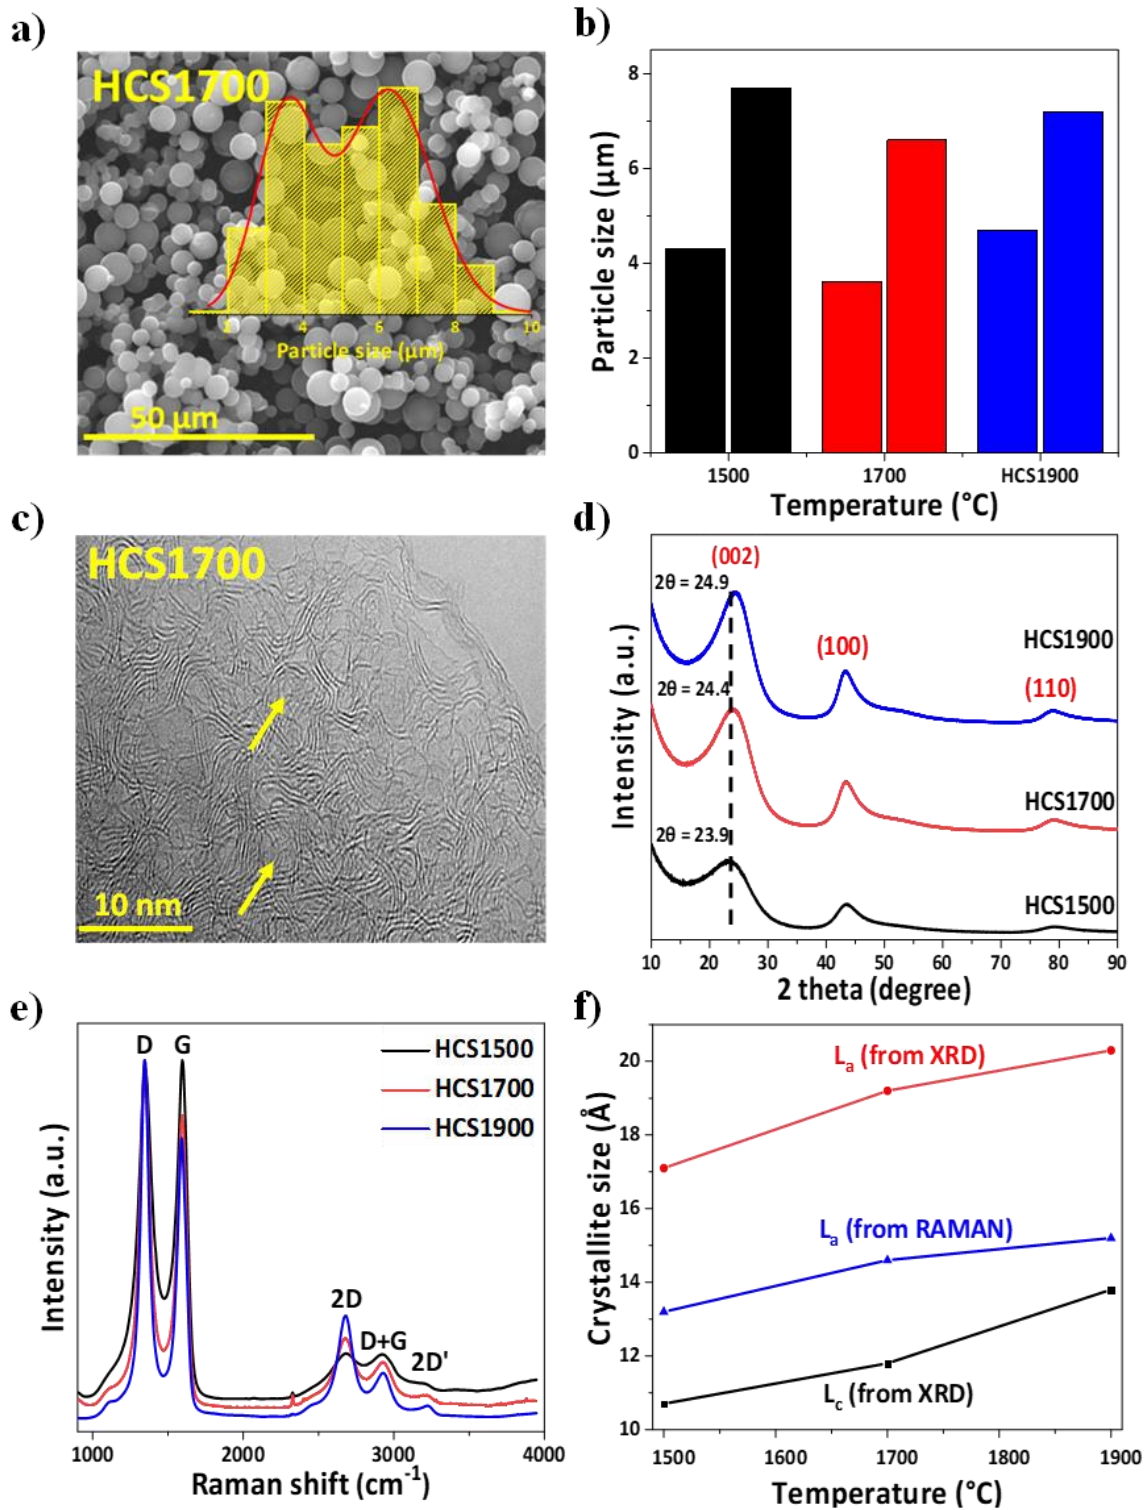 a)
HCS1700
2 4 6 8 10
Particle size (μm)
50 μm
b)
Particle size (μm)
8
6
4
2
0
1500 1700 HCS1900
Temperature (°C)
c)
HCS1700
10 nm
d)
Intensity (a.u.)
(002)
2θ = 24.9
HCS1900
(100)
2θ = 24.4
(110)
HCS1700
2θ = 23.9
HCS1500
10 20 30 40 50 60 70 80 90
2 theta (degree)
e)
Intensity (a.u.)
D G
HCS1500
HCS1700
HCS1900
2D
D+G
2D'
1000 2000 3000 4000
Raman shift (cm-1)
f)
Crystallite size (Å)
20
18
16
14
12
10
La (from XRD)
La (from RAMAN)
Lc (from XRD)
1500 1600 1700 1800 1900
Temperature (°C)